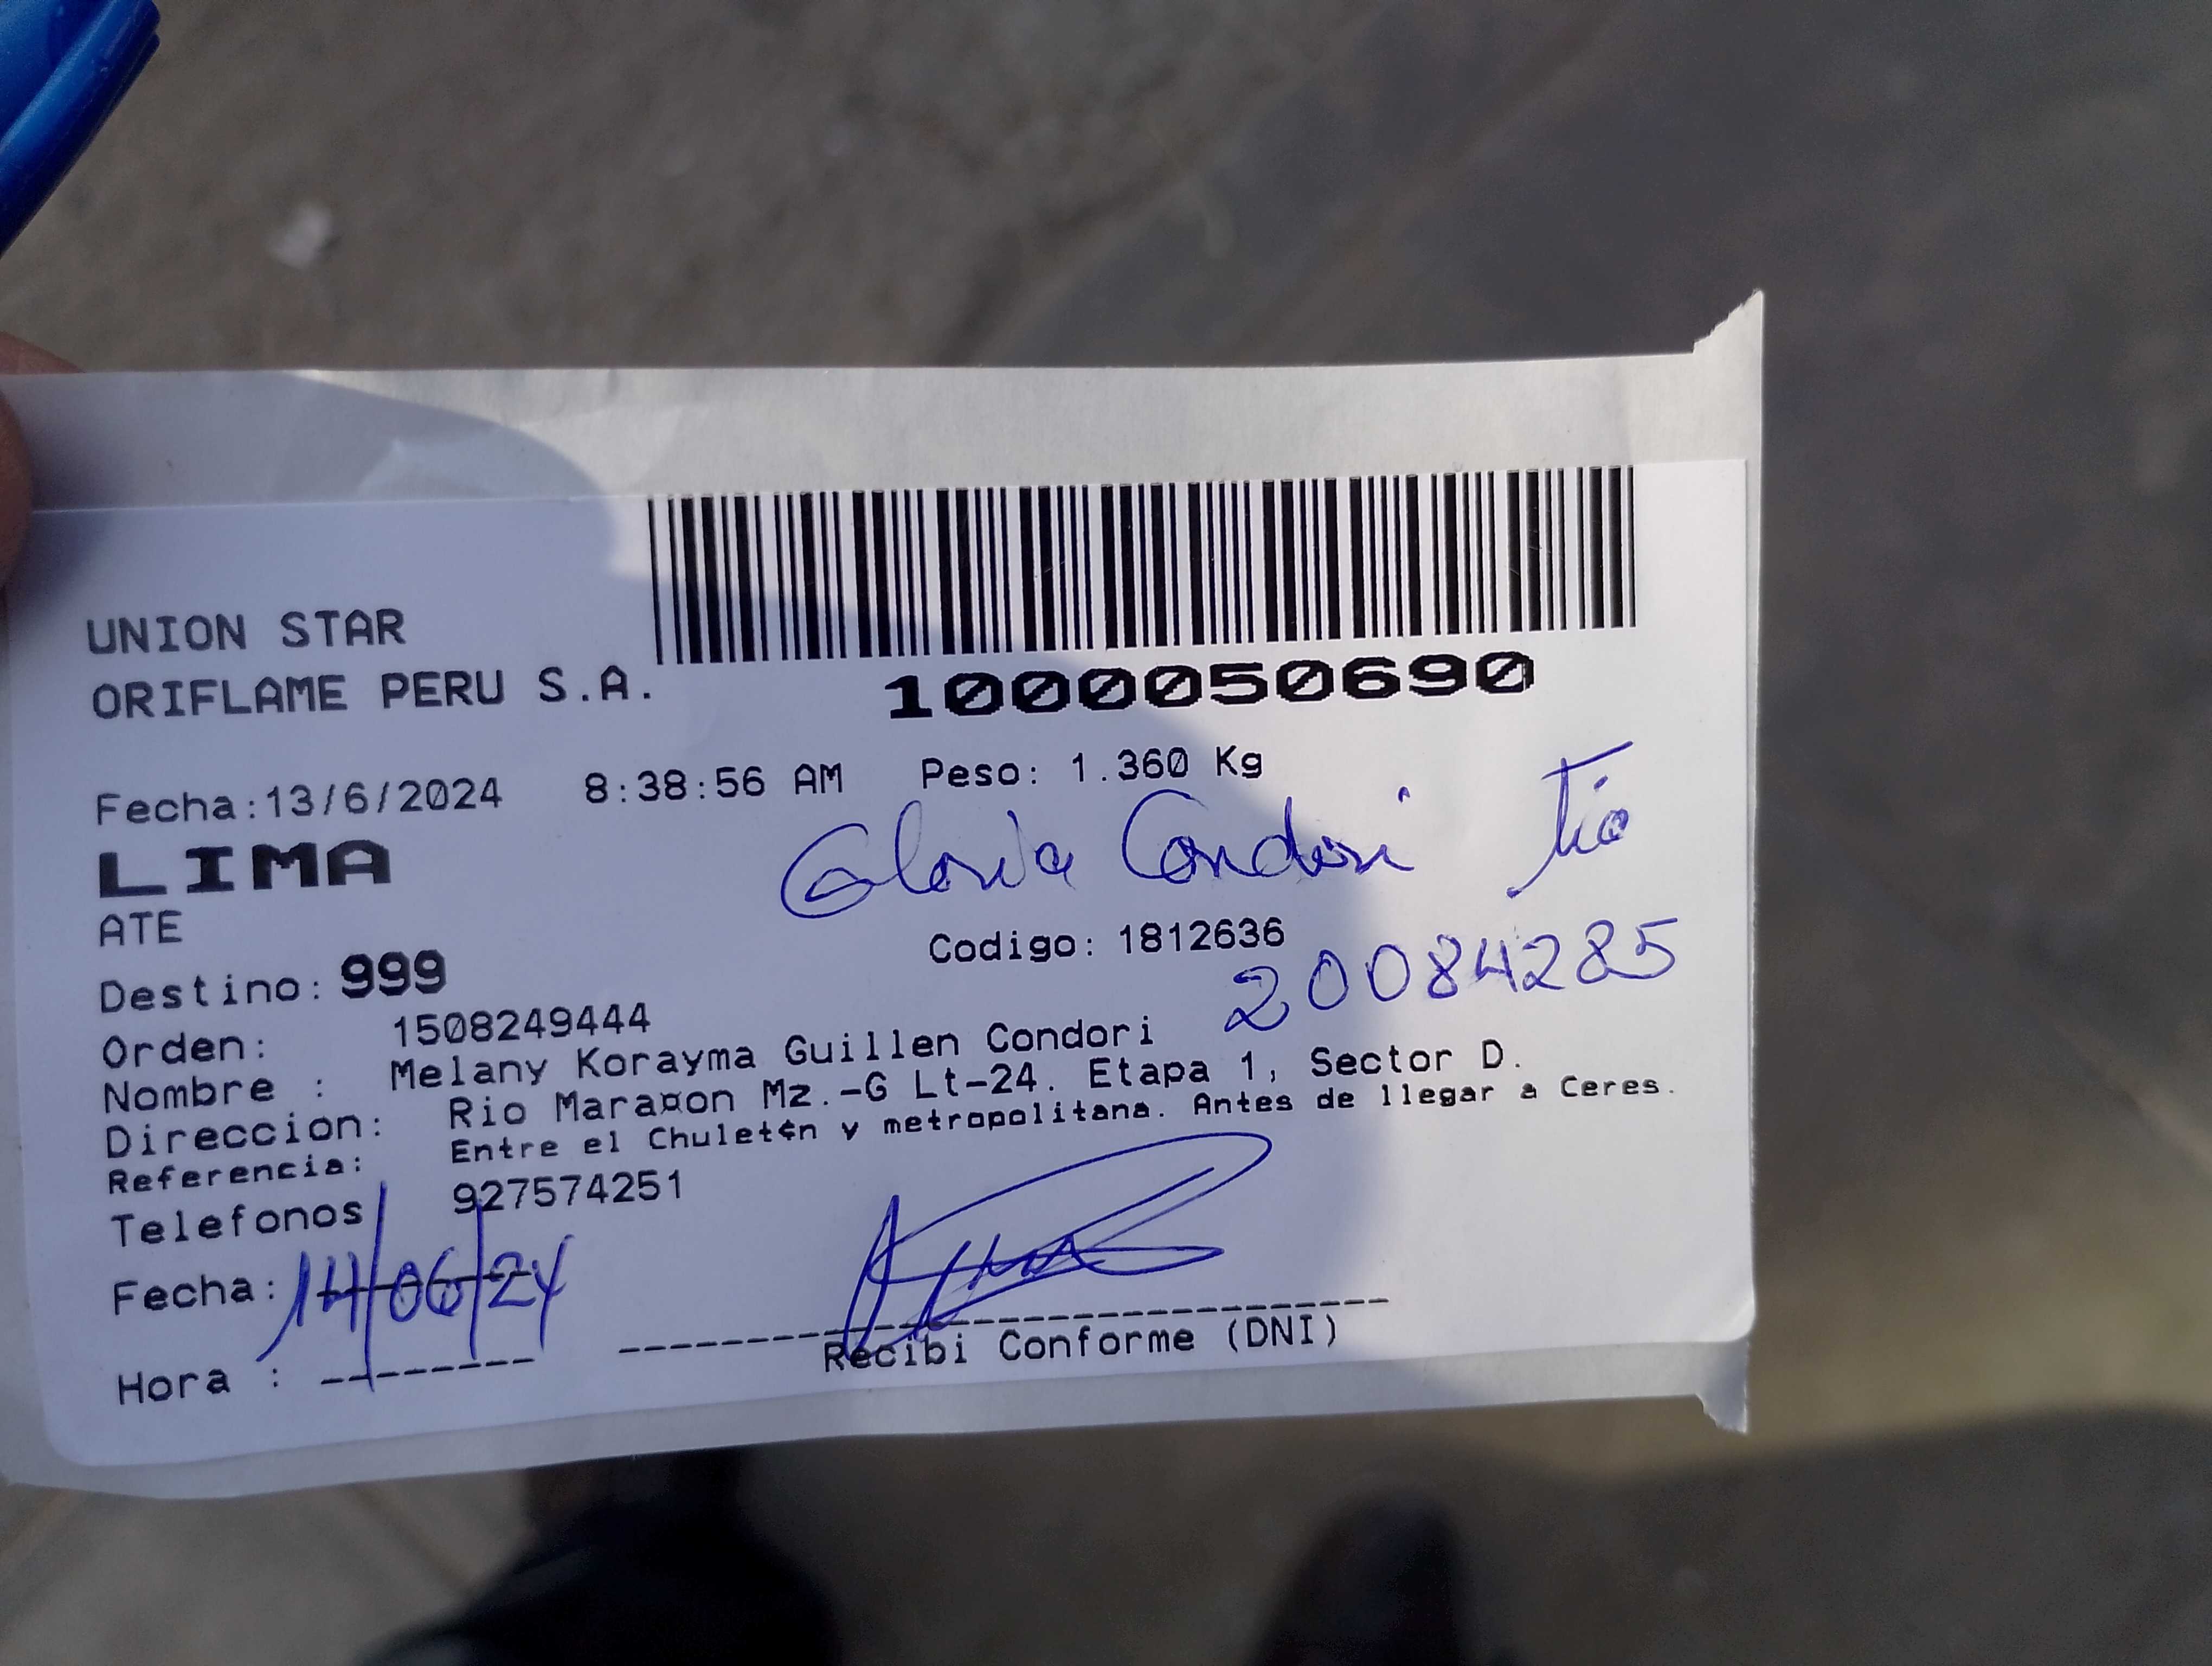 UNION STAR
ORIFLAME PERU S.A.
1000050690
Fecha:13/6/2024 8:38:56 AM Peso: 1.360 Kg
LIMA
Gloria Condori Tia
ATE
Codigo: 1812636
Destino: 999
20084285
Orden: 1508249444
Nombre : Melany Korayma Guillen Condori
Direccion: Rio Mara¤on Mz.-G Lt-24. Etapa 1, Sector D.
Referencia: Entre el Chulet¢n y metropolitana. Antes de llegar a Ceres.
Telefonos 927574251
Fecha: 14/06/24
Hora :
Recibi Conforme (DNI)